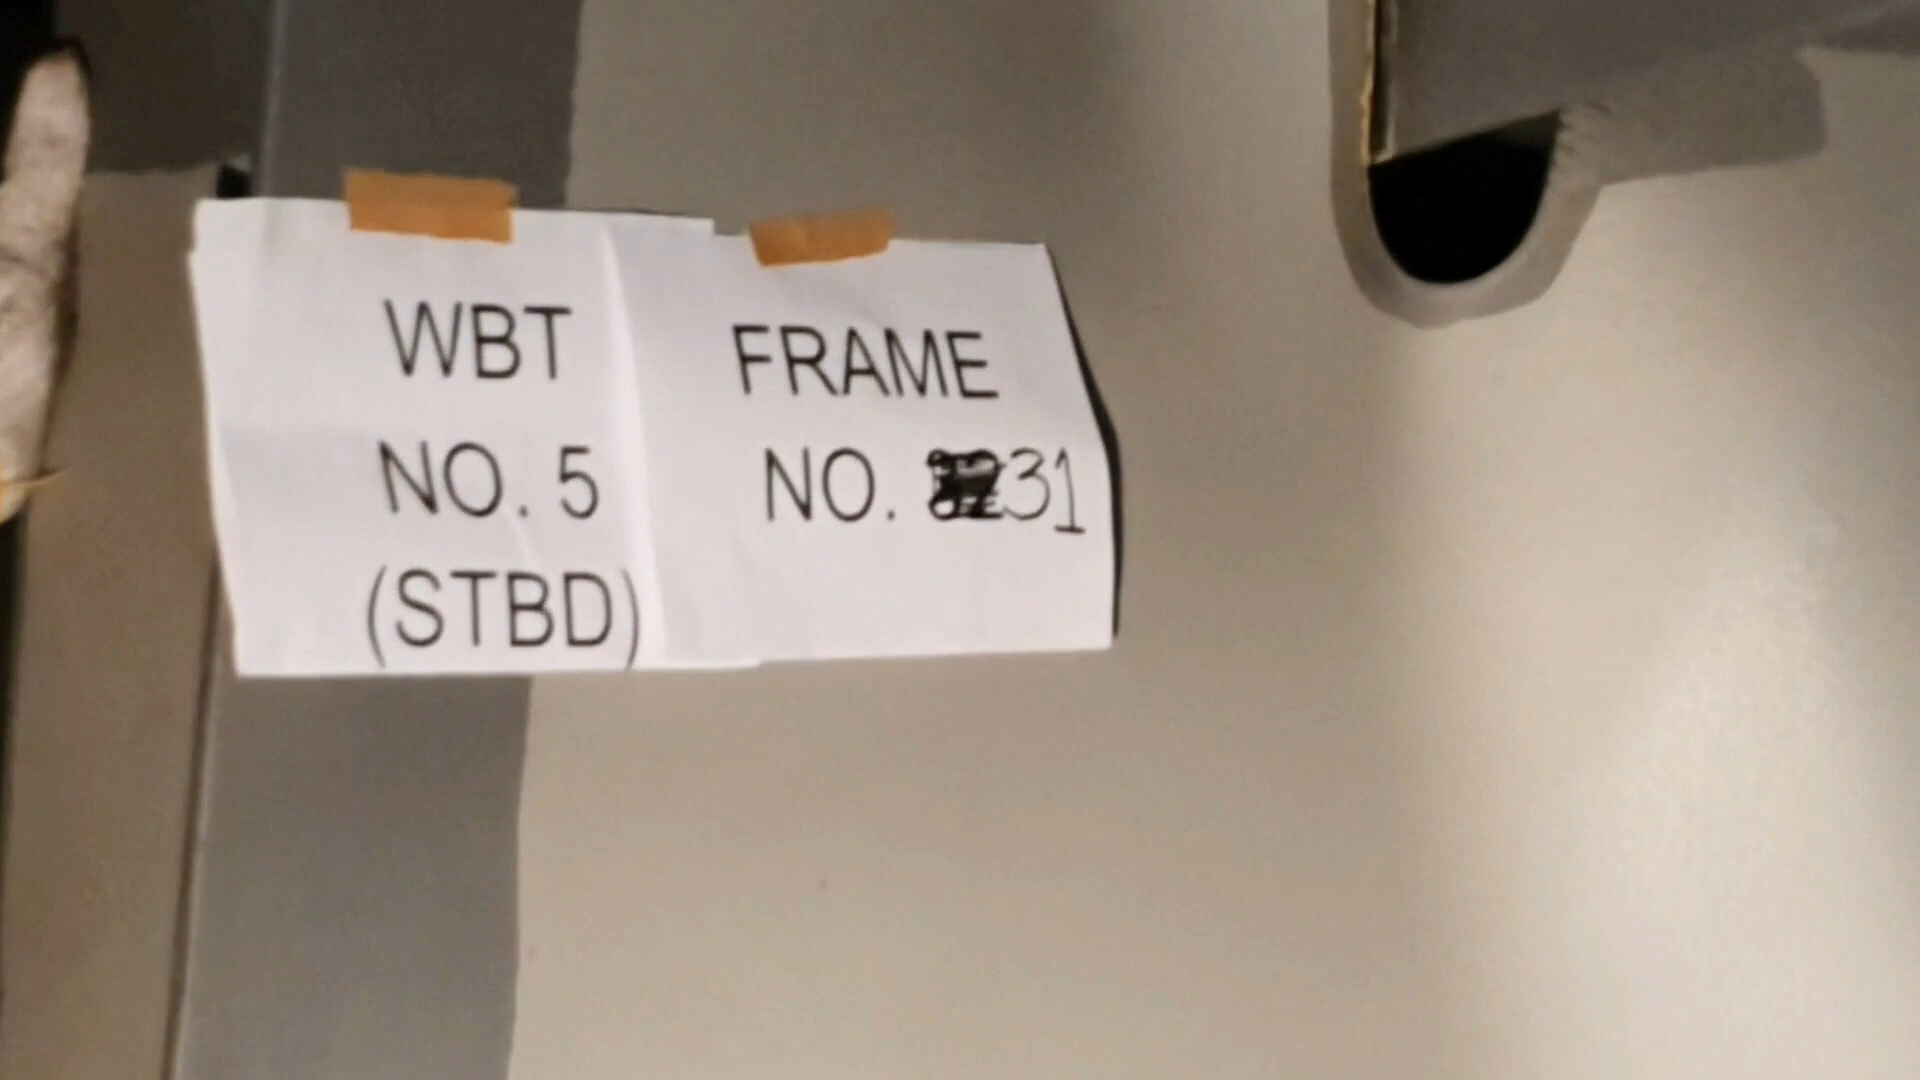 WBT
NO. 5
(STBD)
FRAME
NO. 31